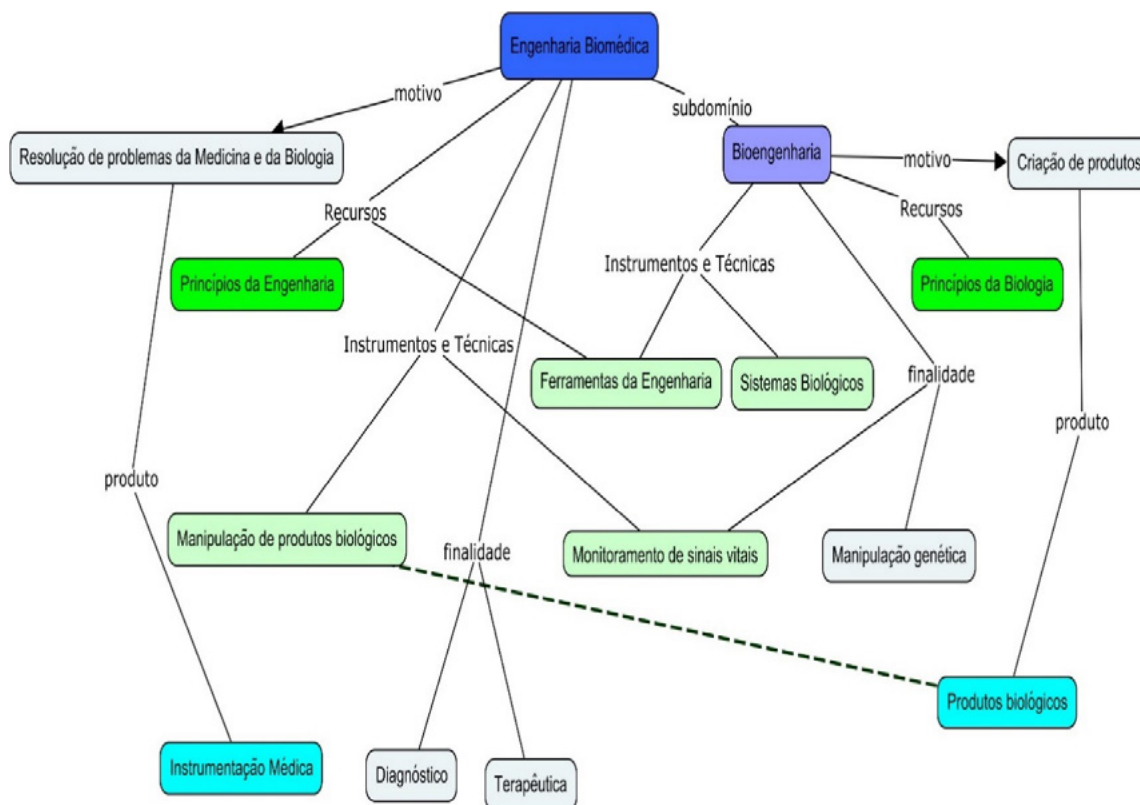 Engenharia Biomédica
motivo
subdomínio
Resolução de problemas da Medicina e da Biologia
Bioengenharia
motivo
Criação de produtos
Recursos
Recursos
Instrumentos e Técnicas
Princípios da Engenharia
Princípios da Biologia
Instrumentos e Técnicas
Ferramentas da Engenharia
Sistemas Biológicos
finalidade
produto
produto
Manipulação de produtos biológicos
finalidade
Monitoramento de sinais vitais
Manipulação genética
Produtos biológicos
Instrumentação Médica
Diagnóstico
Terapêutica